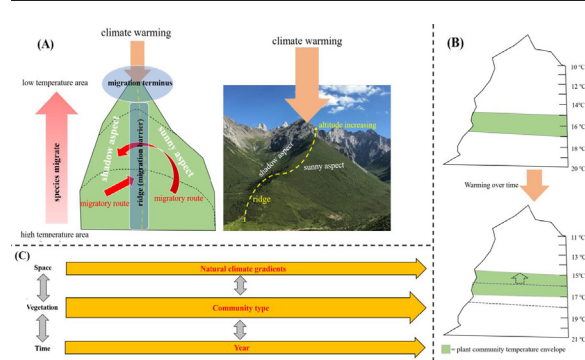 (A)
climate warming
low temperature area
migration terminus
species migrate
shadow aspect
sunny aspect
ridge (migration barrier)
migratory route
migratory route
high temperature area
climate warming
altitude increasing
shadow aspect
sunny aspect
ridge
(B)
10 °C
12 °C
14°C
16 °C
18 °C
20 °C
Warming over time
11 °C
13 °C
15°C
17 °C
19 °C
21 °C
= plant community temperature envelope
(C)
Space
Natural climate gradients
Vegetation
Community type
Time
Year